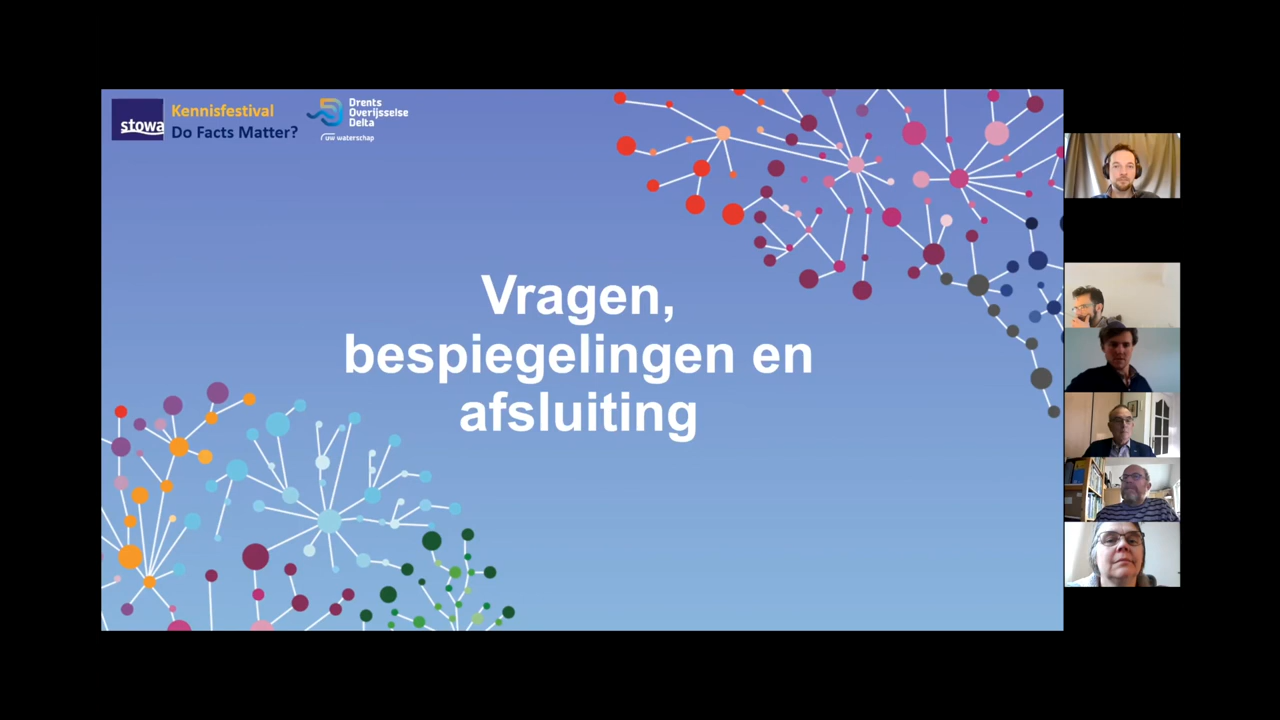 stowa
Kennisfestival
Do Facts Matter?
Drents
Overijsselse
Delta
uw waterschap
Vragen,
bespiegelingen en
afsluiting